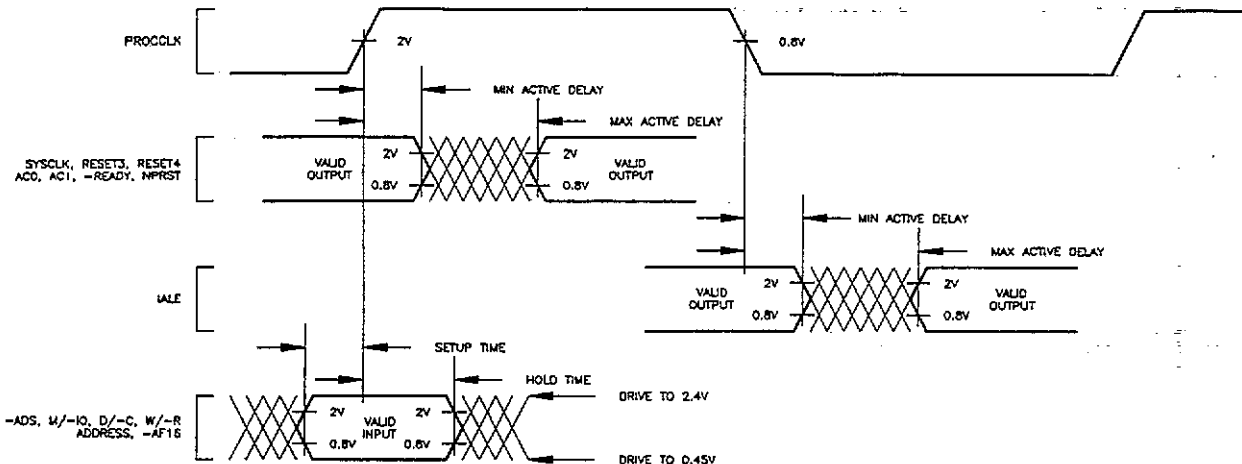 PROCCLK
2V
0.8V
MIN ACTIVE DELAY
MAX ACTIVE DELAY
SYSCLK, RESET3, RESET4
AC0, AC1, -READY, NPRST
VALID
OUTPUT
2V
0.8V
2V
0.8V
VALID
OUTPUT
MIN ACTIVE DELAY
MAX ACTIVE DELAY
IALE
VALID
OUTPUT
2V
0.8V
2V
0.8V
VALID
OUTPUT
SETUP TIME
HOLD TIME
-ADS, M/-IO, D/-C, W/-R
ADDRESS, -AF16
2V
0.8V
VALID
INPUT
2V
0.8V
DRIVE TO 2.4V
DRIVE TO 0.45V